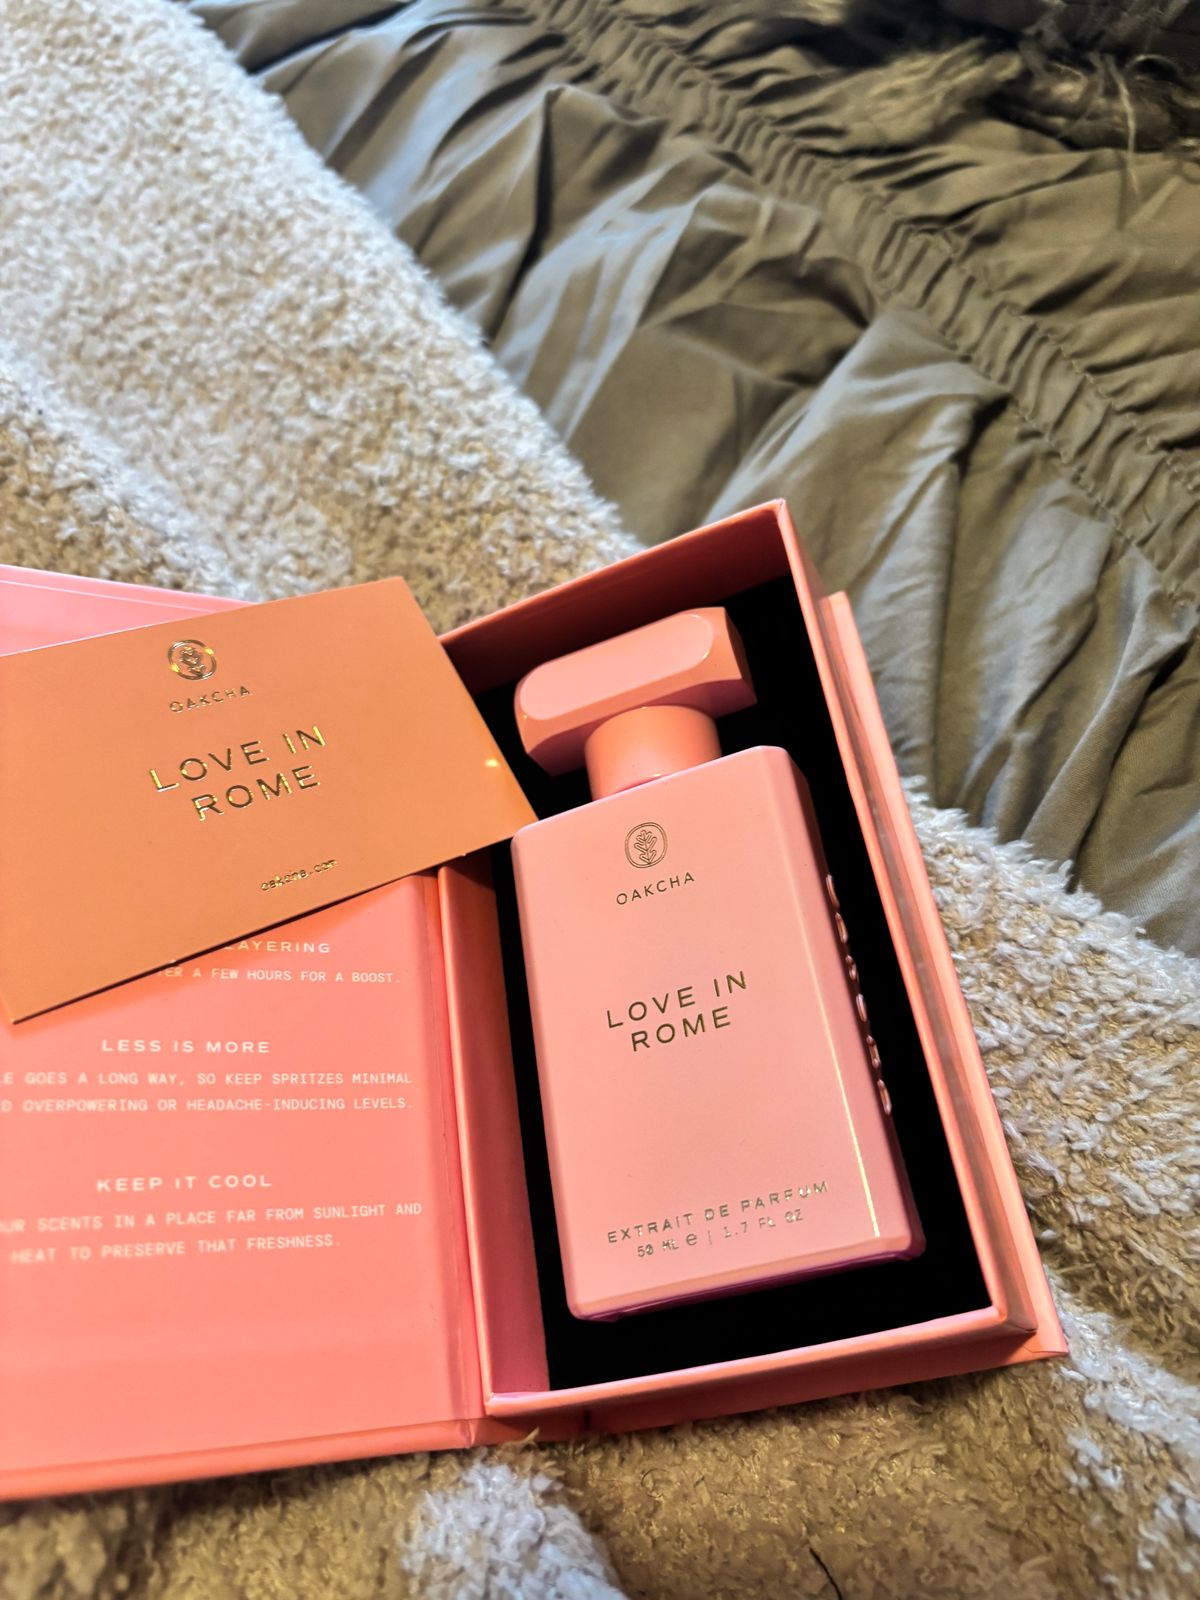 OAKCHA
LOVE IN
ROME
oakcha.com
LAYERING
A FEW HOURS FOR A BOOST.
LESS IS MORE
GOES A LONG WAY, SO KEEP SPRITZES MINIMAL
OVERPOWERING OR HEADACHE-INDUCING LEVELS.
KEEP IT COOL
SCENTS IN A PLACE FAR FROM SUNLIGHT AND
HEAT TO PRESERVE THAT FRESHNESS.
OAKCHA
LOVE IN
ROME
EXTRAIT DE PARFUM
50 ML e | 1.7 FL OZ